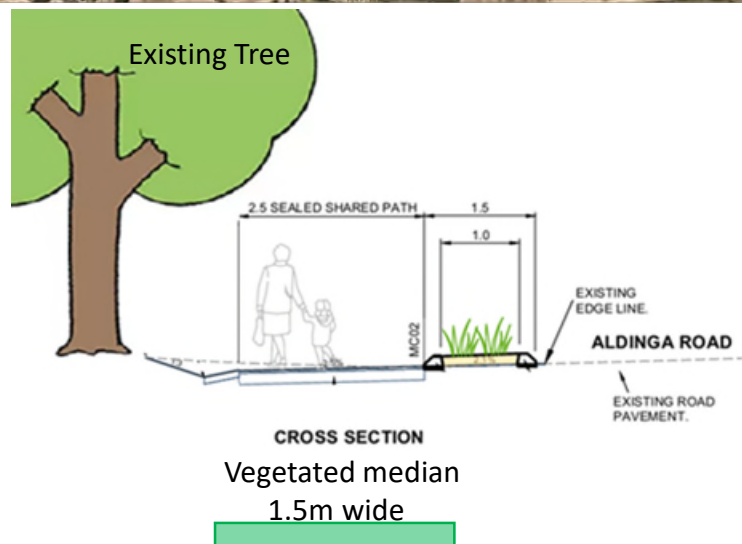 Existing Tree
2.5 SEALED SHARED PATH
1.5
1.0
MC02
EXISTING
EDGE LINE.
ALDINGA ROAD
EXISTING ROAD
PAVEMENT.
CROSS SECTION
Vegetated median
1.5m wide